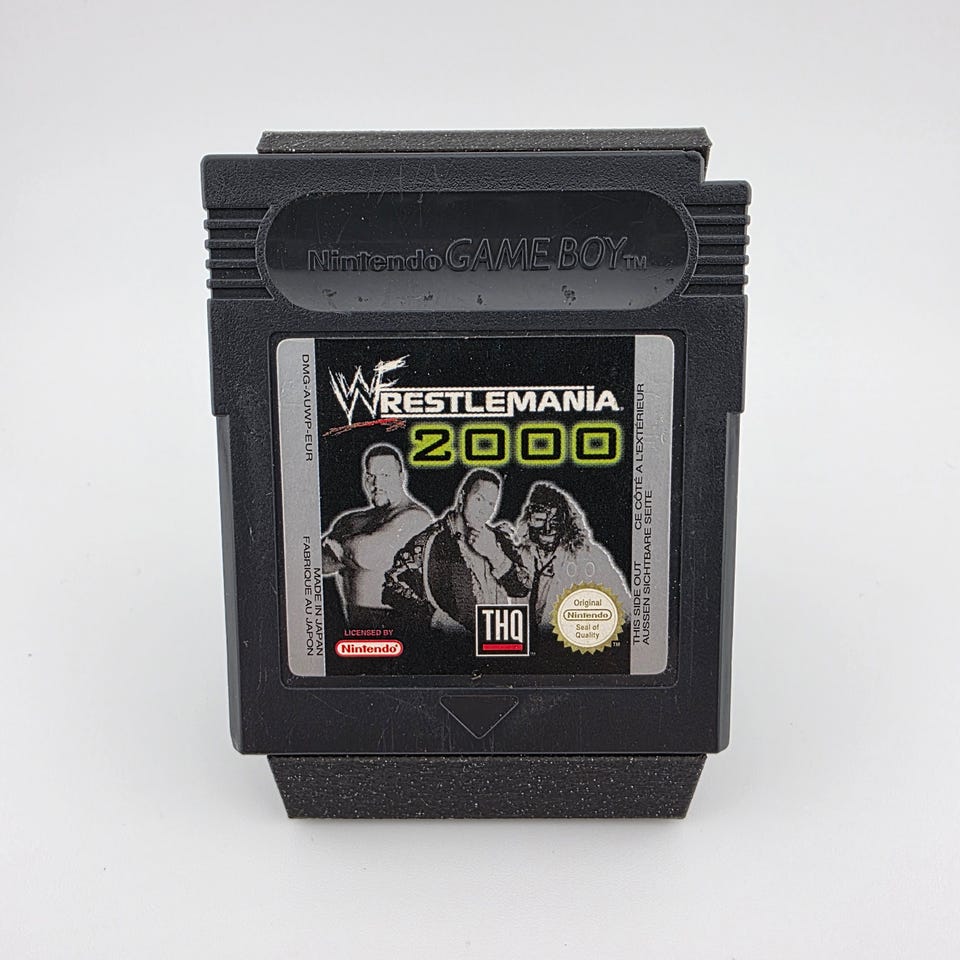 Nintendo GAME BOY TM
WF
WRESTLEMANIA
2000
DMG-AUWP-EUR
MADE IN JAPAN
FABRIQUE AU JAPON
THIS SIDE OUT CE CÔTÉ A L'EXTÉRIEUR
AUSSEN SICHTBARE SEITE
LICENSED BY
Nintendo
THQ
Original
Nintendo
Seal of
Quality
TM